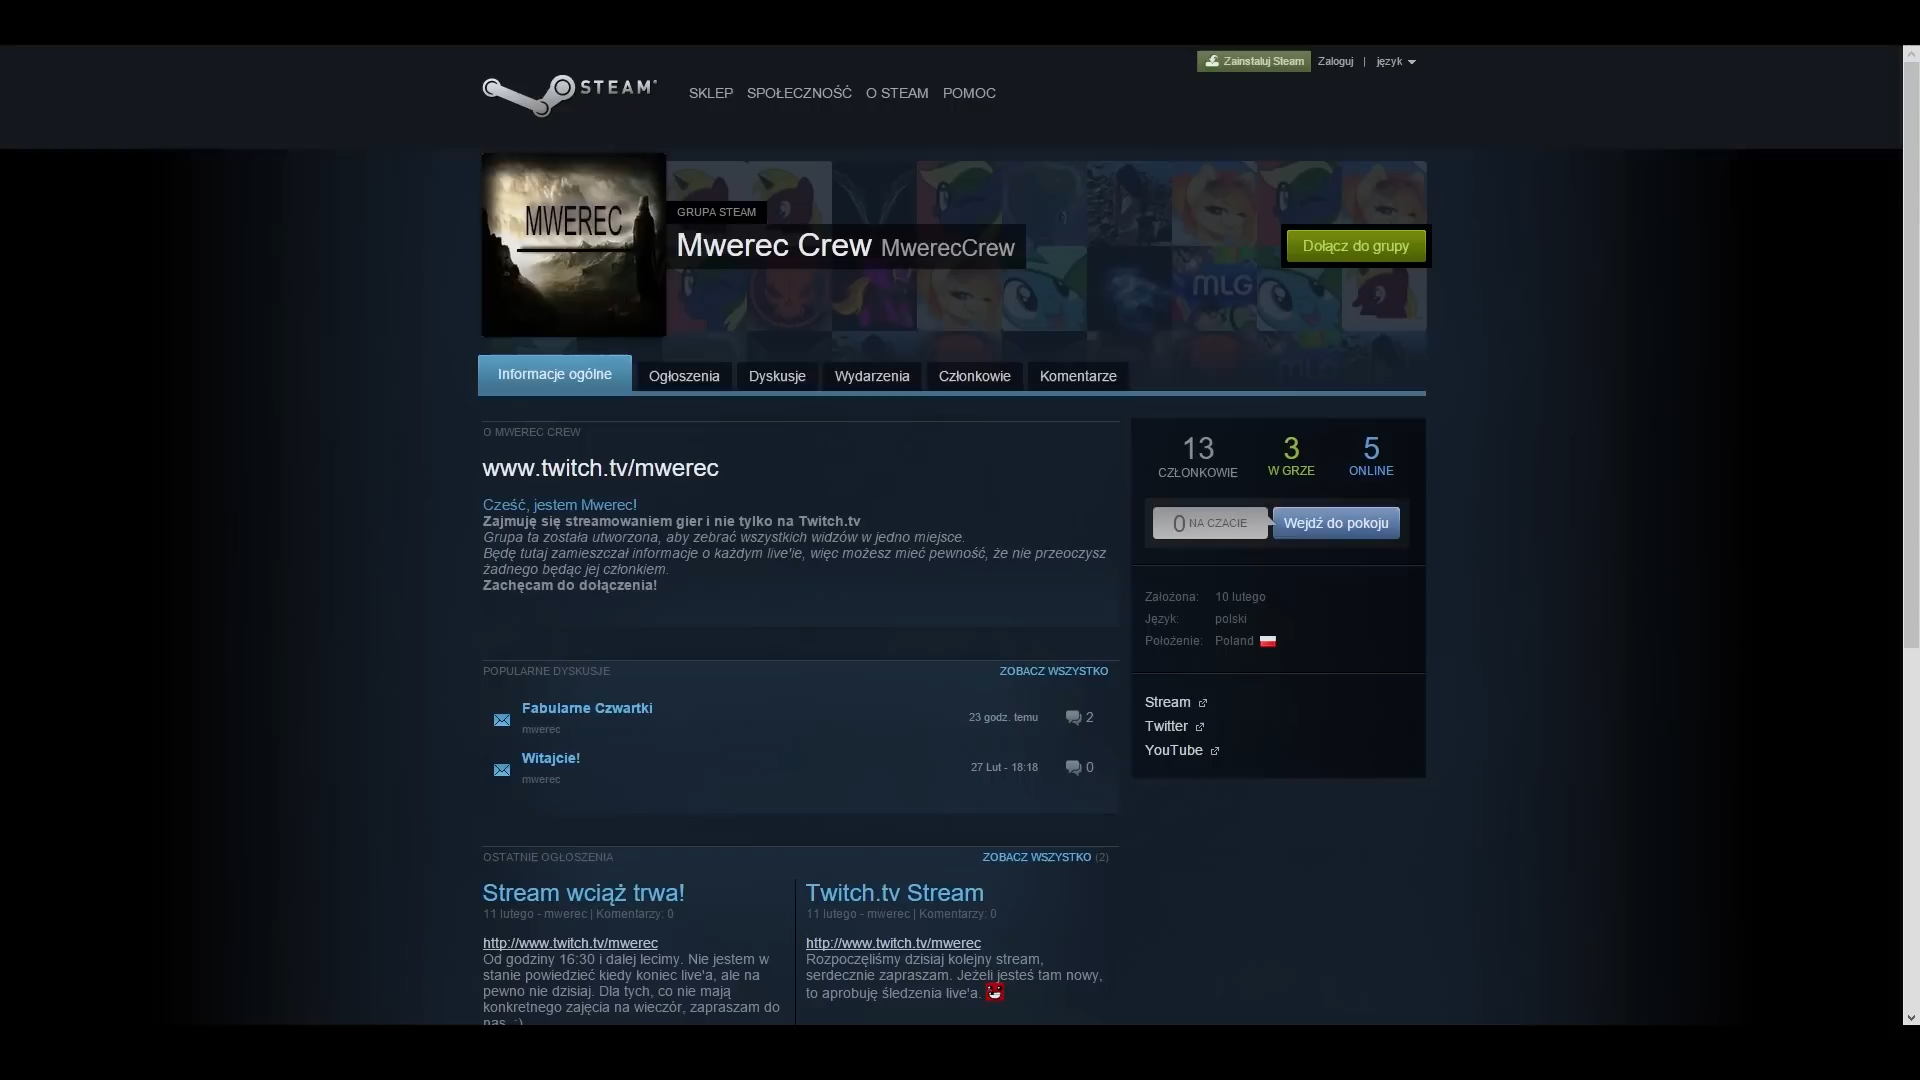 Zainstaluj Steam Zaloguj | język
STEAM
SKLEP SPOŁECZNOŚĆ O STEAM POMOC
MWEREC
GRUPA STEAM
Mwerec Crew MwerecCrew
Dołącz do grupy
MLG
Informacje ogólne Ogłoszenia Dyskusje Wydarzenia Członkowie Komentarze
O MWEREC CREW
www.twitch.tv/mwerec
Cześć, jestem Mwerec!
Zajmuję się streamowaniem gier i nie tylko na Twitch.tv
Grupa ta została utworzona, aby zebrać wszystkich widzów w jedno miejsce.
Będę tutaj zamieszczał informacje o każdym live'ie, więc możesz mieć pewność, że nie przeoczysz
żadnego będąc jej członkiem.
Zachęcam do dołączenia!
13 3 5
CZŁONKOWIE W GRZE ONLINE
0 NA CZACIE Wejdź do pokoju
Założona: 10 lutego
Język: polski
Położenie: Poland
Stream
Twitter
YouTube
POPULARNE DYSKUSJE ZOBACZ WSZYSTKO
Fabularne Czwartki
mwerec
23 godz. temu 2
Witajcie!
mwerec
27 Lut - 18:18 0
OSTATNIE OGŁOSZENIA ZOBACZ WSZYSTKO (2)
Stream wciąż trwa!
11 lutego - mwerec | Komentarzy: 0
http://www.twitch.tv/mwerec
Od godziny 16:30 i dalej lecimy. Nie jestem w
stanie powiedzieć kiedy koniec live'a, ale na
pewno nie dzisiaj. Dla tych, co nie mają
konkretnego zajęcia na wieczór, zapraszam do
nas. :)
Twitch.tv Stream
11 lutego - mwerec | Komentarzy: 0
http://www.twitch.tv/mwerec
Rozpoczęliśmy dzisiaj kolejny stream,
serdecznie zapraszam. Jeżeli jesteś tam nowy,
to aprobuję śledzenia live'a.